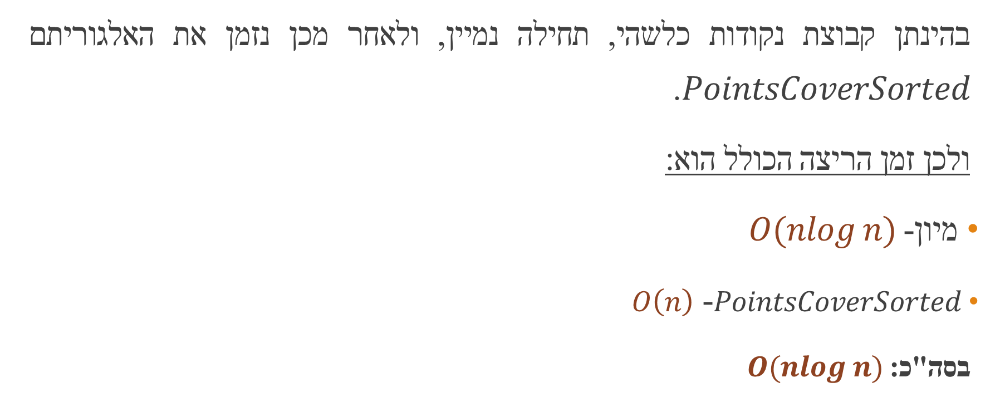 בהינתן קבוצת נקודות כלשהי, תחילה נמיין, ולאחר מכן נזמן את האלגוריתם
PointsCoverSorted.
ולכן זמן הריצה הכולל הוא:
• מיון- O(nlog n)
• PointsCoverSorted- O(n)
בסה"כ: O(nlog n)